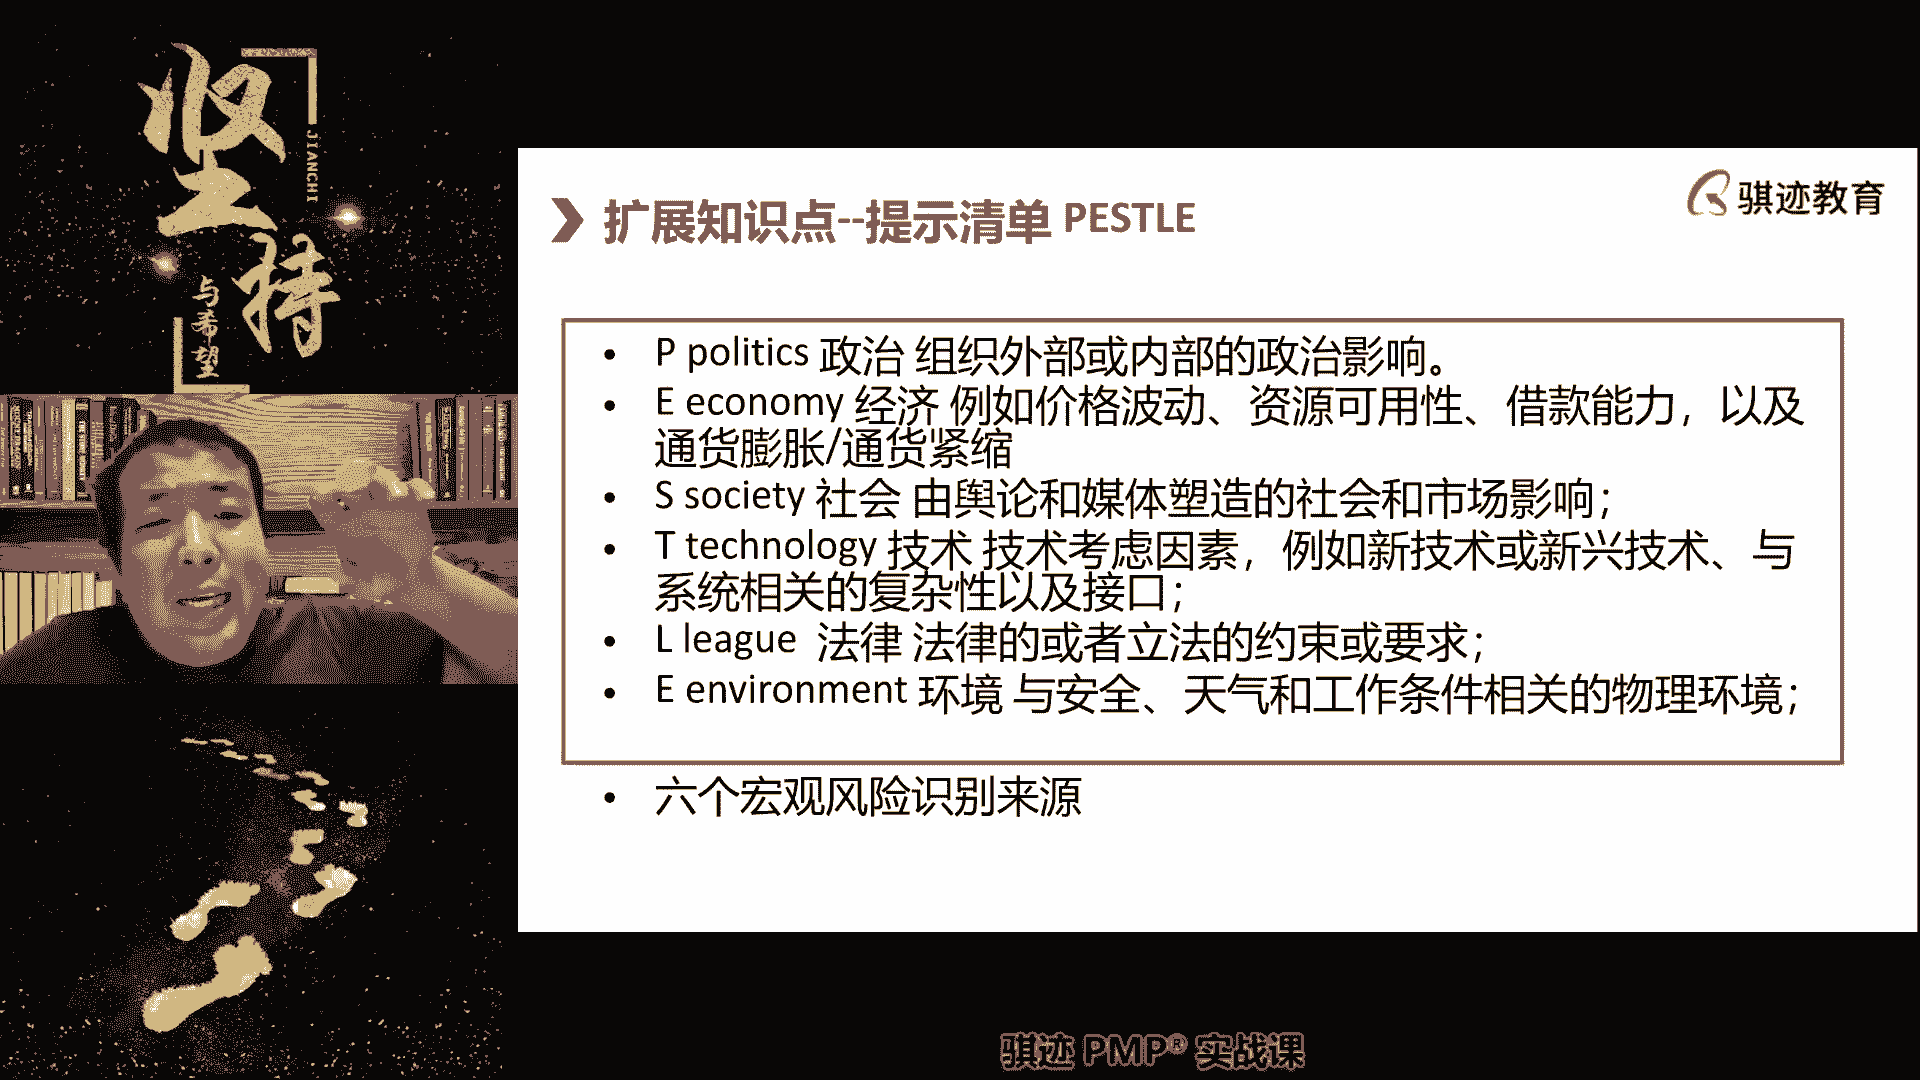 坚持
JIANCHI
与希望
骐迹教育
扩展知识点--提示清单 PESTLE
• P politics 政治 组织外部或内部的政治影响。
• E economy 经济 例如价格波动、资源可用性、借款能力，以及
通货膨胀/通货紧缩
• S society 社会 由舆论和媒体塑造的社会和市场影响；
• T technology 技术 技术考虑因素，例如新技术或新兴技术、与
系统相关的复杂性以及接口；
• L league 法律 法律的或者立法的约束或要求；
• E environment 环境 与安全、天气和工作条件相关的物理环境；
• 六个宏观风险识别来源
骐迹 PMP® 实战课